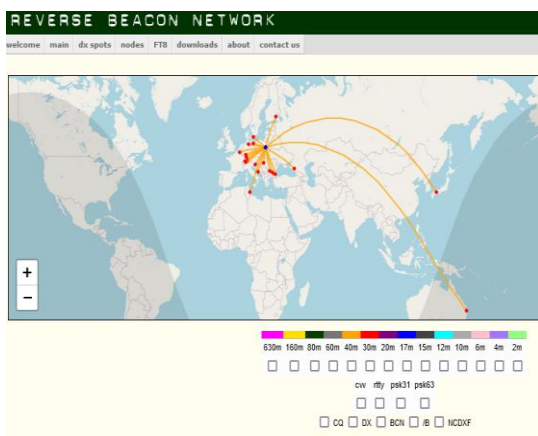 REVERSE BEACON NETWORK
welcome main dx spots nodes FT8 downloads about contact us
+
−
630m 160m 80m 60m 40m 30m 20m 17m 15m 12m 10m 6m 4m 2m
cw rtty psk31 psk63
CQ DX BCN /B NCDXF